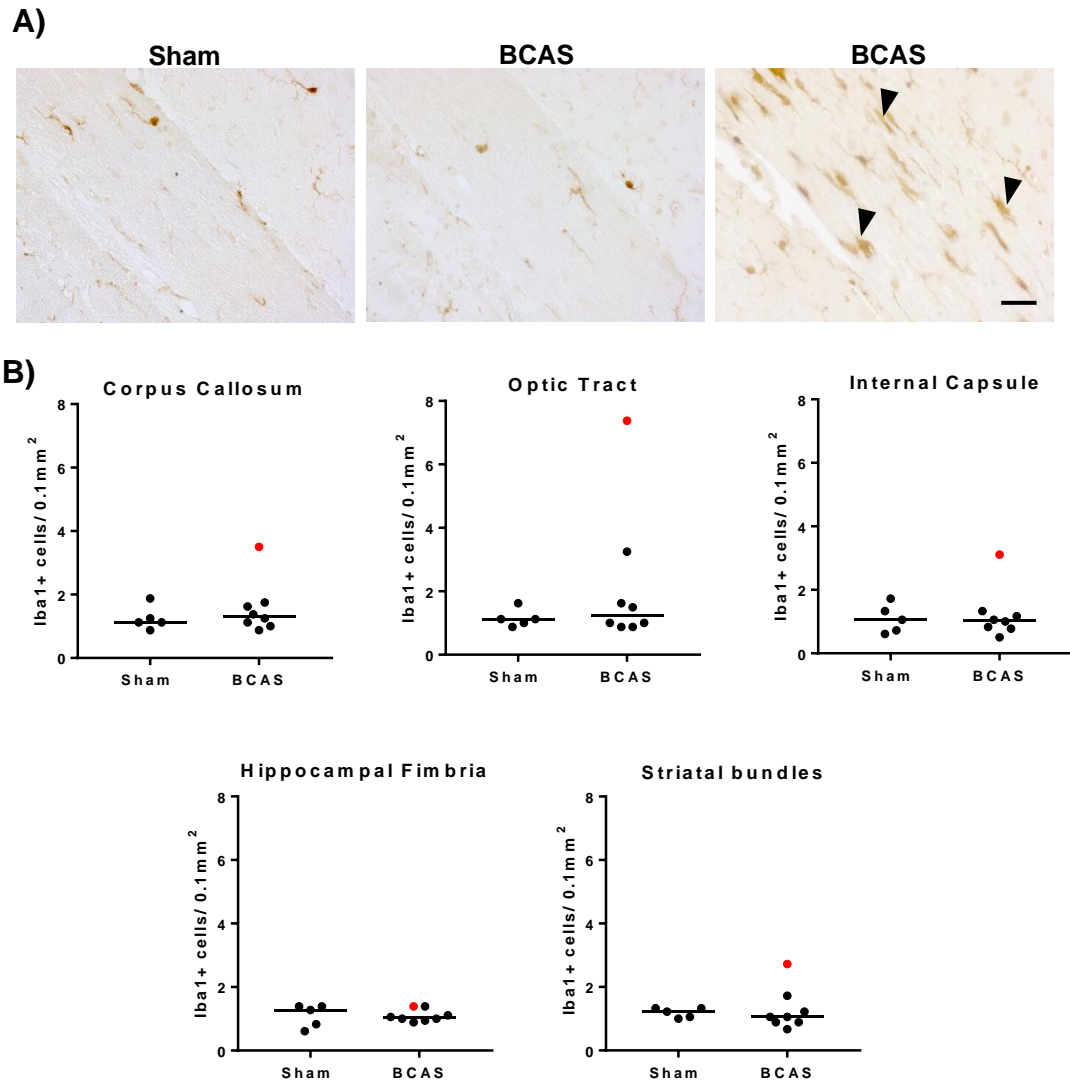 A)
Sham BCAS BCAS
B)
Corpus Callosum
Iba1+ cells/ 0.1mm²
8
6
4
2
0
Sham BCAS
Optic Tract
Iba1+ cells/ 0.1mm²
8
6
4
2
0
Sham BCAS
Internal Capsule
Iba1+ cells/ 0.1mm²
8
6
4
2
0
Sham BCAS
Hippocampal Fimbria
Iba1+ cells/ 0.1mm²
8
6
4
2
0
Sham BCAS
Striatal bundles
Iba1+ cells/ 0.1mm²
8
6
4
2
0
Sham BCAS